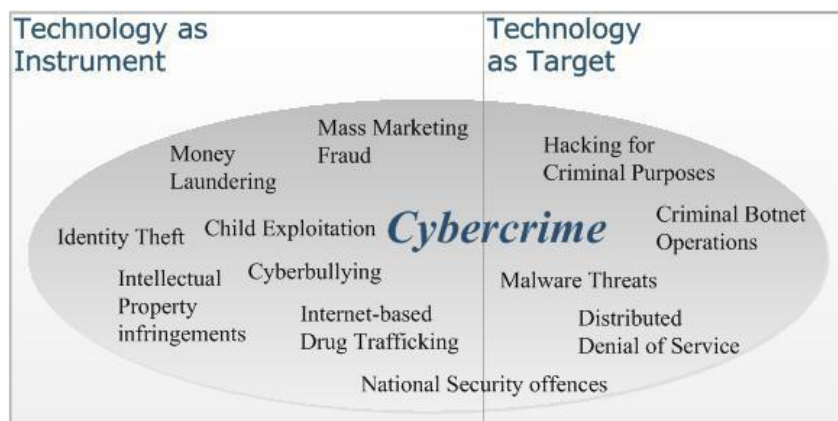 Technology as
Instrument
Technology
as Target
Mass Marketing
Fraud
Money
Laundering
Hacking for
Criminal Purposes
Identity Theft
Child Exploitation
Cybercrime
Criminal Botnet
Operations
Intellectual
Property
infringements
Cyberbullying
Malware Threats
Internet-based
Drug Trafficking
Distributed
Denial of Service
National Security offences